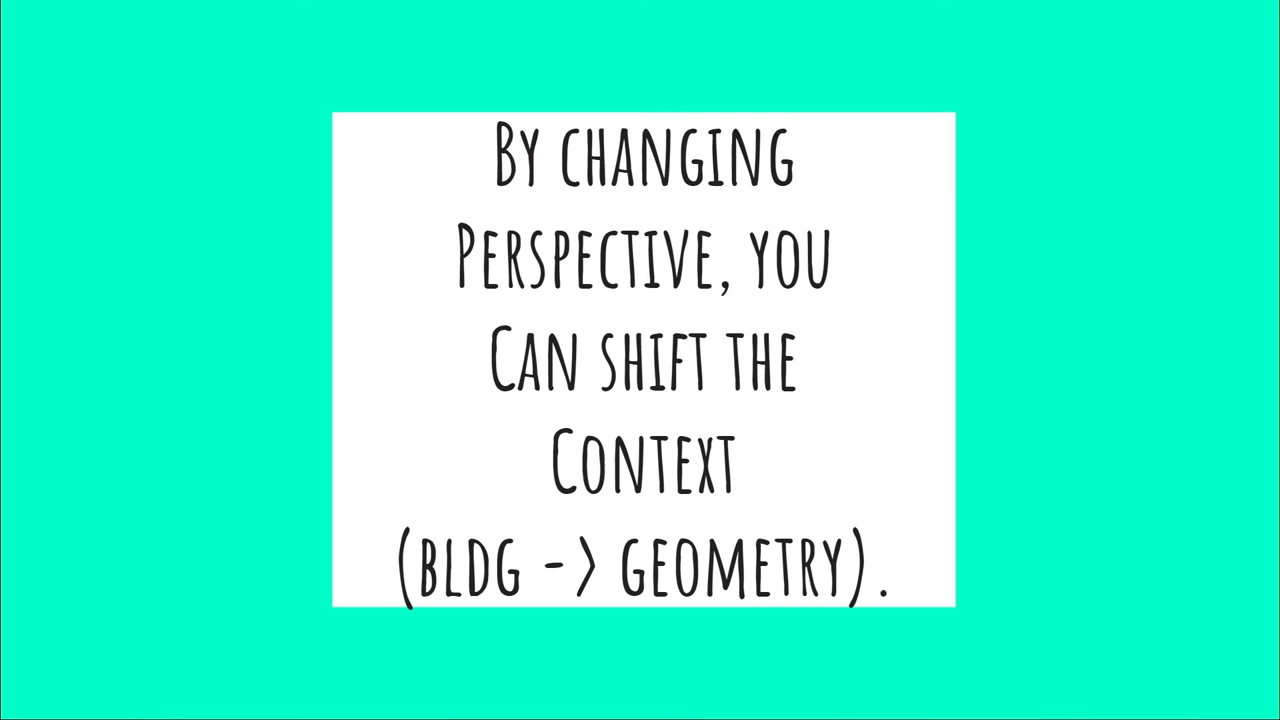 By changing
Perspective, you
Can shift the
Context
(bldg -> geometry).